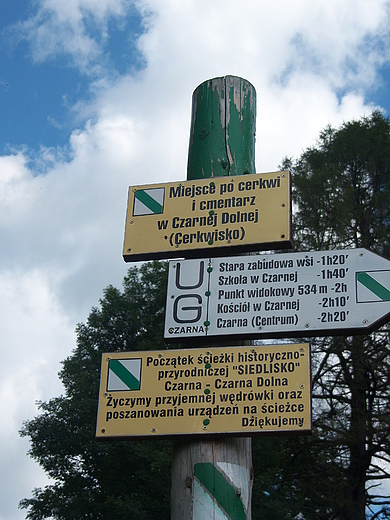 Miejsce po cerkwi
i cmentarz
w Czarnej Dolnej
(Cerkwisko)
UG
CZARNA
Stara zabudowa wsi -1h20'
Szkoła w Czarnej -1h40'
Punkt widokowy 534 m -2h
Kościół w Czarnej -2h10'
Czarna (Centrum) -2h20'
Początek ścieżki historyczno-
przyrodniczej "SIEDLISKO"
Czarna - Czarna Dolna
Życzymy przyjemnej wędrówki oraz
poszanowania urządzeń na ścieżce
Dziękujemy